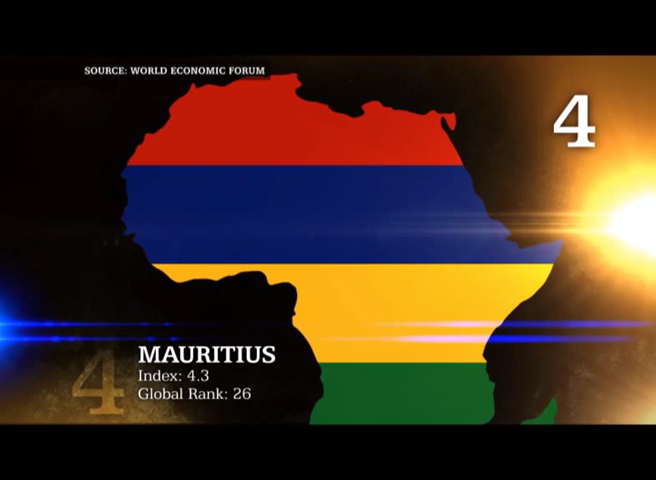 SOURCE: WORLD ECONOMIC FORUM
4
4
MAURITIUS
Index: 4.3
Global Rank: 26